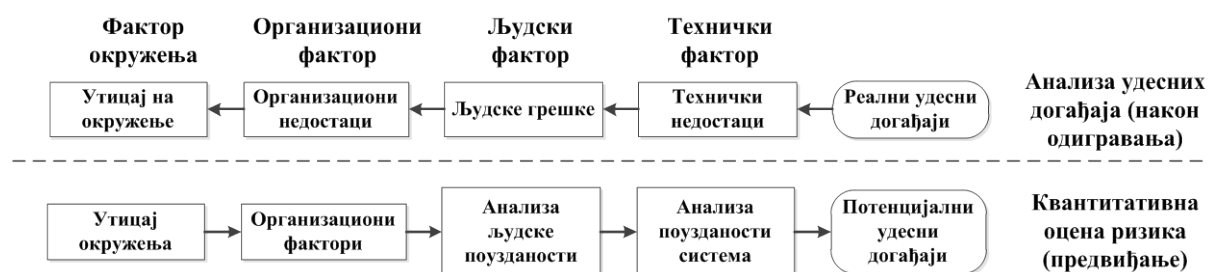 Фактор
окружења
Организациони
фактор
Људски
фактор
Технички
фактор
Утицај на
окружење
Организациони
недостаци
Људске грешке
Технички
недостаци
Реални удесни
догађаји
Анализа удесних
догађаја (након
одигравања)
Утицај
окружења
Организациони
фактори
Анализа
људске
поузданости
Анализа
поузданости
система
Потенцијални
удесни
догађаји
Квантитативна
оцена ризика
(предвиђање)